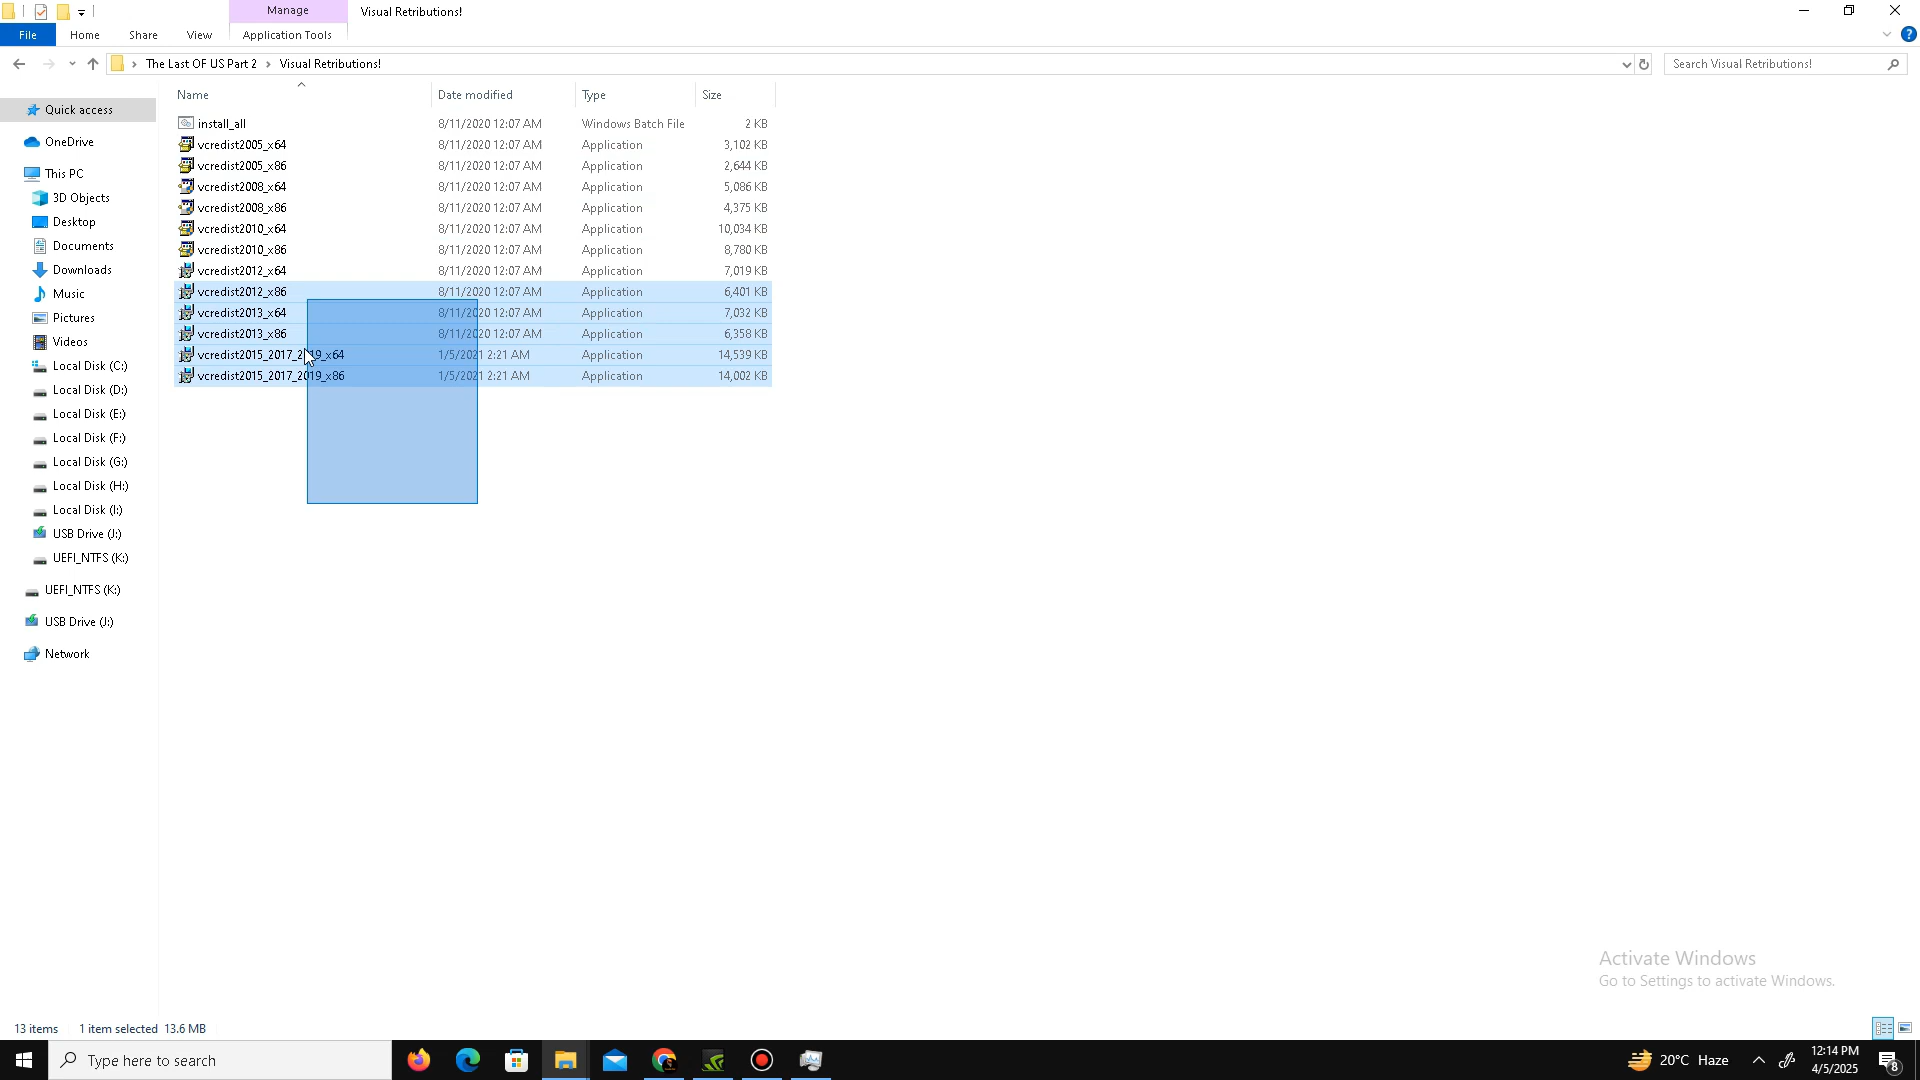 Manage
Visual Retributions!
File
Home
Share
View
Application Tools
The Last OF US Part 2 > Visual Retributions!
Search Visual Retributions!
Name
Date modified
Type
Size
Quick access
OneDrive
This PC
3D Objects
Desktop
Documents
Downloads
Music
Pictures
Videos
Local Disk (C:)
Local Disk (D:)
Local Disk (E:)
Local Disk (F:)
Local Disk (G:)
Local Disk (H:)
Local Disk (I:)
USB Drive (J:)
UEFI_NTFS (K:)
UEFI_NTFS (K:)
USB Drive (J:)
Network
install_all 8/11/2020 12:07 AM Windows Batch File 2 KB
vcredist2005_x64 8/11/2020 12:07 AM Application 3,102 KB
vcredist2005_x86 8/11/2020 12:07 AM Application 2,644 KB
vcredist2008_x64 8/11/2020 12:07 AM Application 5,086 KB
vcredist2008_x86 8/11/2020 12:07 AM Application 4,375 KB
vcredist2010_x64 8/11/2020 12:07 AM Application 10,034 KB
vcredist2010_x86 8/11/2020 12:07 AM Application 8,780 KB
vcredist2012_x64 8/11/2020 12:07 AM Application 7,019 KB
vcredist2012_x86 8/11/2020 12:07 AM Application 6,401 KB
vcredist2013_x64 8/11/2020 12:07 AM Application 7,032 KB
vcredist2013_x86 8/11/2020 12:07 AM Application 6,358 KB
vcredist2015_2017_2019_x64 1/5/2021 2:21 AM Application 14,539 KB
vcredist2015_2017_2019_x86 1/5/2021 2:21 AM Application 14,002 KB
Activate Windows
Go to Settings to activate Windows.
13 items 1 item selected 13.6 MB
Type here to search
20°C Haze
12:14 PM
4/5/2025
8